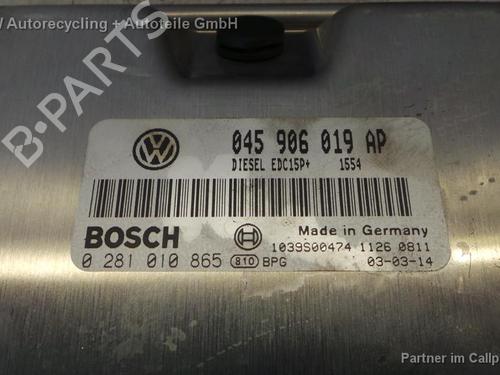 Autorecycling + Autoteile GmbH
045 906 019 AP
DIESEL EDC15P+ 1554
BOSCH
Made in Germany
1039S00474 1126 0811
0 281 010 865 810 BPG 03-03-14
Partner im Callp